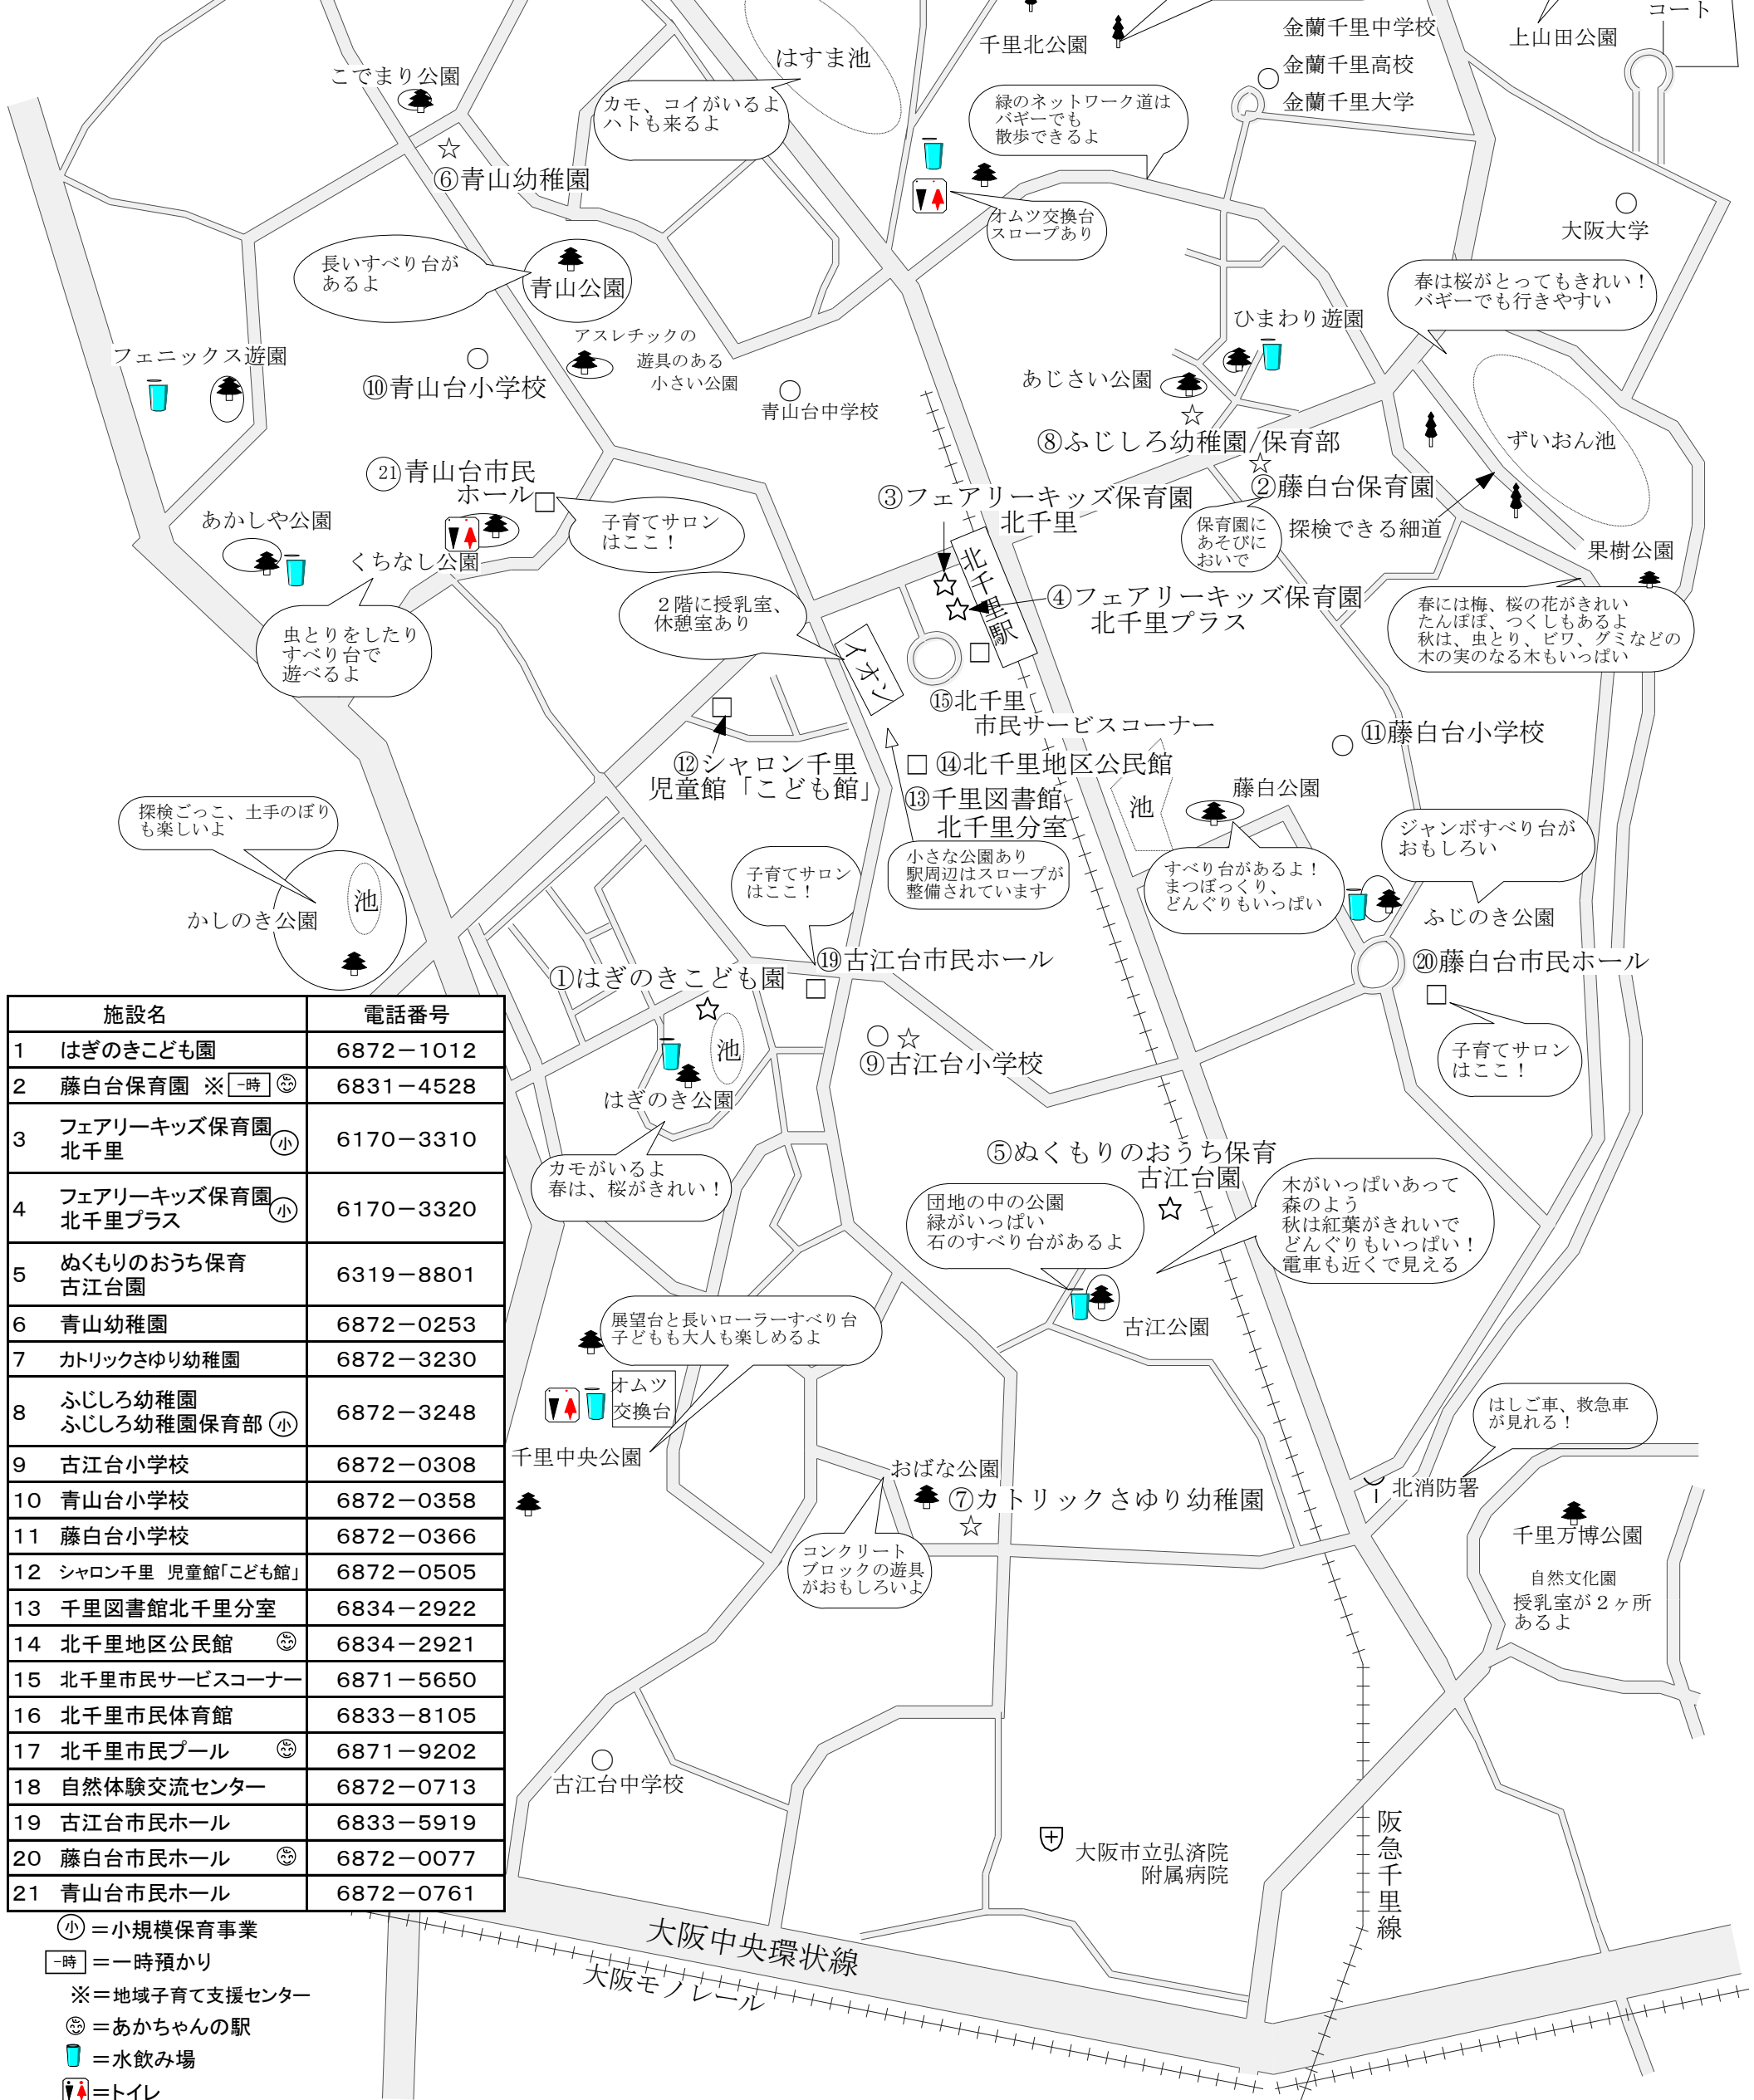 コート
金蘭千里中学校
上山田公園
千里北公園
はすま池
金蘭千里高校
こでまり公園
金蘭千里大学
カモ、コイがいるよ
ハトも来るよ
緑のネットワーク道は
バギーでも
散歩できるよ
⑥青山幼稚園
オムツ交換台
スロープあり
大阪大学
長いすべり台が
あるよ
青山公園
春は桜がとってもきれい！
バギーでも行きやすい
ひまわり遊園
アスレチックの
遊具のある
小さい公園
フェニックス遊園
⑩青山台小学校
あじさい公園
青山台中学校
⑧ふじしろ幼稚園/保育部
ずいおん池
㉑青山台市民
ホール
③フェアリーキッズ保育園
北千里
②藤白台保育園
あかしや公園
子育てサロン
はここ！
保育園に
あそびに
おいで
探検できる細道
くちなし公園
北千里駅
果樹公園
２階に授乳室、
休憩室あり
④フェアリーキッズ保育園
北千里プラス
春には梅、桜の花がきれい
たんぽぽ、つくしもあるよ
秋は、虫とり、ビワ、グミなどの
木の実のなる木もいっぱい
虫とりをしたり
すべり台で
遊べるよ
イオン
⑮北千里
市民サービスコーナー
⑪藤白台小学校
⑫シャロン千里
児童館「こども館」
⑭北千里地区公民館
⑬千里図書館
北千里分室
池
藤白公園
探検ごっこ、土手のぼり
も楽しいよ
ジャンボすべり台が
おもしろい
小さな公園あり
駅周辺はスロープが
整備されています
子育てサロン
はここ！
すべり台があるよ！
まつぼっくり、
どんぐりもいっぱい
池
かしのき公園
ふじのき公園
⑲古江台市民ホール
⑳藤白台市民ホール
①はぎのきこども園
池
⑨古江台小学校
子育てサロン
はここ！
はぎのき公園
カモがいるよ
春は、桜がきれい！
⑤ぬくもりのおうち保育
古江台園
木がいっぱいあって
森のよう
秋は紅葉がきれいで
どんぐりもいっぱい！
電車も近くで見える
団地の中の公園
緑がいっぱい
石のすべり台があるよ
古江公園
展望台と長いローラーすべり台
子どもも大人も楽しめるよ
オムツ
交換台
千里中央公園
はしご車、救急車
が見れる！
おばな公園
⑦カトリックさゆり幼稚園
北消防署
コンクリート
ブロックの遊具
がおもしろいよ
千里万博公園
自然文化園
授乳室が２ヶ所
あるよ
古江台中学校
大阪市立弘済院
附属病院
阪急千里線
大阪中央環状線
大阪モノレール
施設名 電話番号
1 はぎのきこども園 6872－1012
2 藤白台保育園 ※ 一時 6831－4528
3 フェアリーキッズ保育園
北千里 小 6170－3310
4 フェアリーキッズ保育園
北千里プラス 小 6170－3320
5 ぬくもりのおうち保育
古江台園 6319－8801
6 青山幼稚園 6872－0253
7 カトリックさゆり幼稚園 6872－3230
8 ふじしろ幼稚園
ふじしろ幼稚園保育部 小 6872－3248
9 古江台小学校 6872－0308
10 青山台小学校 6872－0358
11 藤白台小学校 6872－0366
12 シャロン千里 児童館「こども館」 6872－0505
13 千里図書館北千里分室 6834－2922
14 北千里地区公民館 6834－2921
15 北千里市民サービスコーナー 6871－5650
16 北千里市民体育館 6833－8105
17 北千里市民プール 6871－9202
18 自然体験交流センター 6872－0713
19 古江台市民ホール 6833－5919
20 藤白台市民ホール 6872－0077
21 青山台市民ホール 6872－0761
小＝小規模保育事業
一時＝一時預かり
※＝地域子育て支援センター
＝あかちゃんの駅
＝水飲み場
＝トイレ